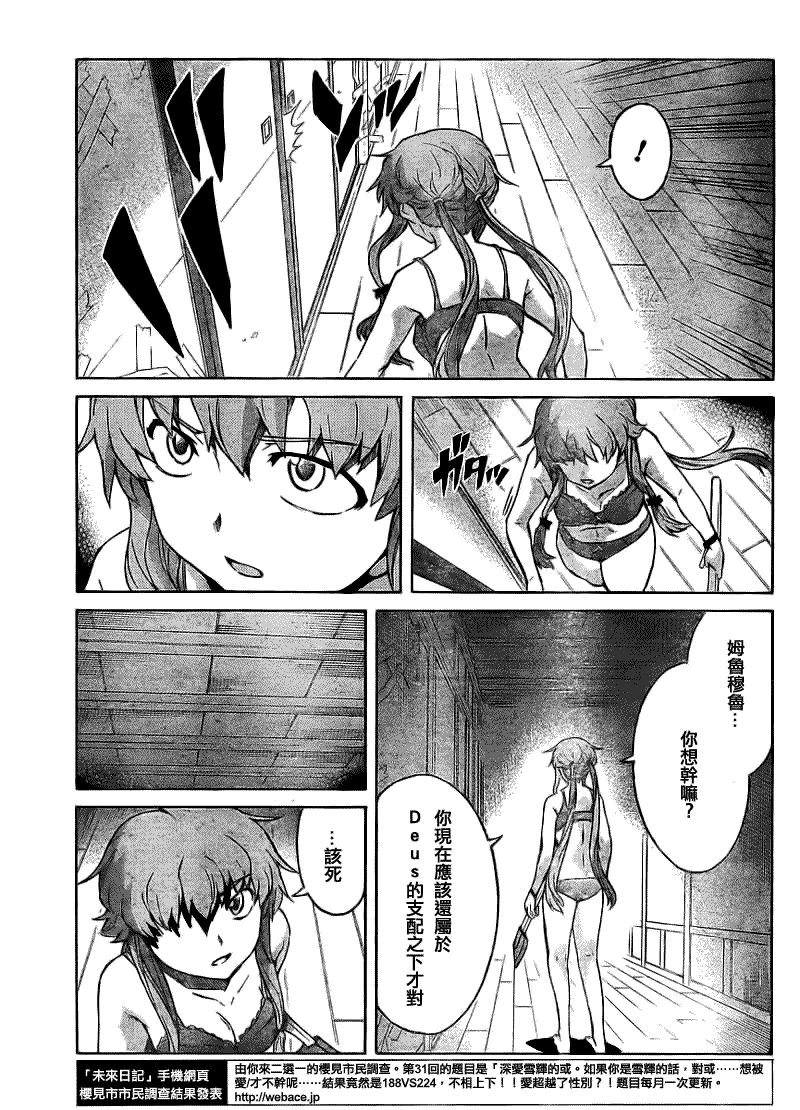 !
ガタッ
姆魯穆魯…
你想幹嘛?
你現在應該還屬於
Deus的支配之下才對
…該死
「未來日記」手機網頁
櫻見市市民調查結果發表
由你來二選一的櫻見市民調查。第31回的題目是「深愛雪輝的或。如果你是雪輝的話,對或……想被
愛/才不幹呢……結果竟然是188VS224,不相上下!!愛超越了性別?!題目每月一次更新。
http://webace.jp